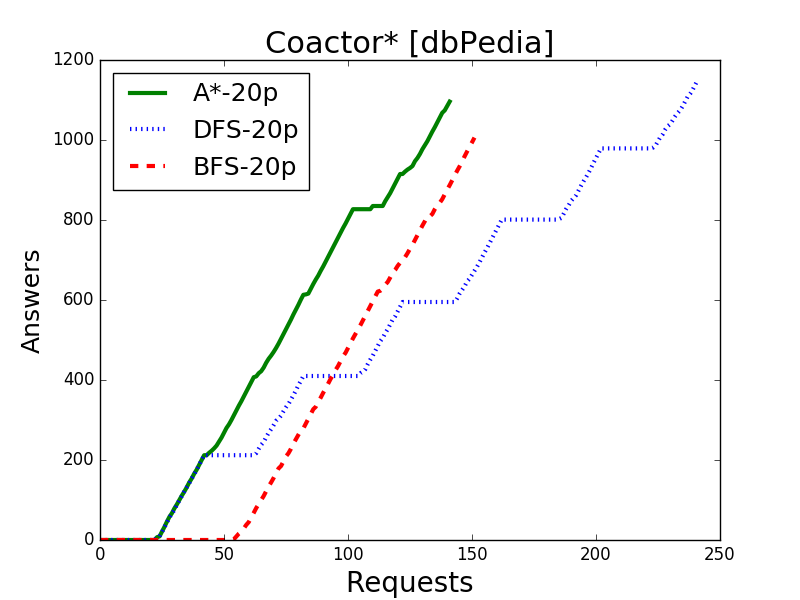 Coactor* [dbPedia]
1200
1000
800
600
400
200
0
Answers
A*-20p
DFS-20p
BFS-20p
0 50 100 150 200 250
Requests